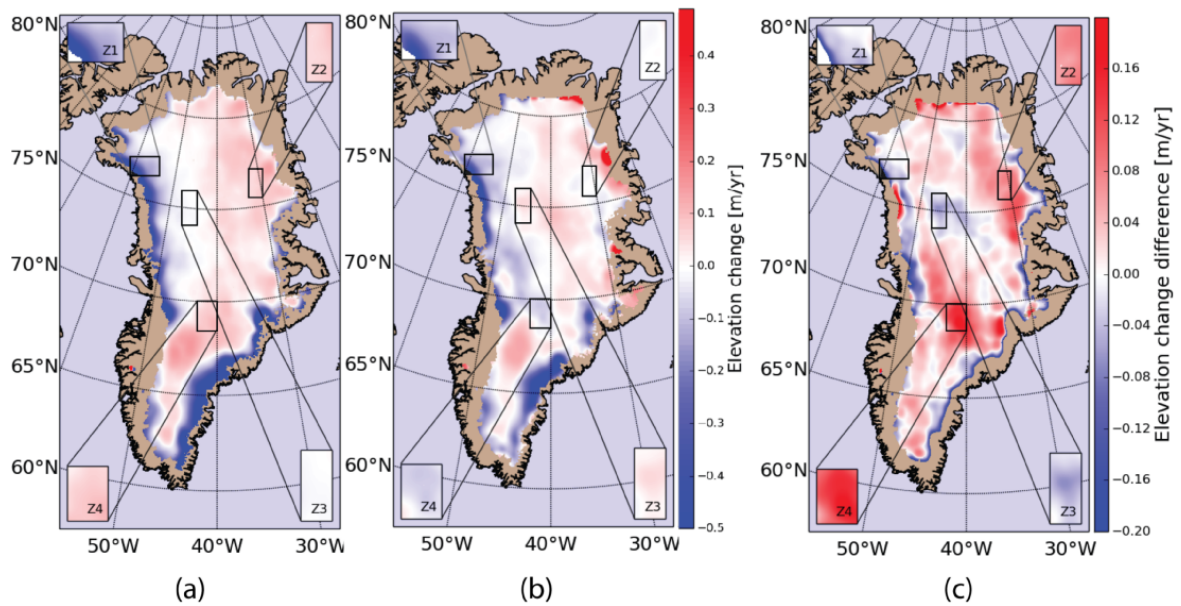 80°N
75°N
70°N
65°N
60°N
50°W 40°W 30°W
Z1
Z2
Z4
Z3
(a)
80°N
75°N
70°N
65°N
60°N
50°W 40°W 30°W
Z1
Z2
Z4
Z3
(b)
0.4
0.3
0.2
0.1
0.0
−0.1
−0.2
−0.3
−0.4
−0.5
Elevation change [m/yr]
80°N
75°N
70°N
65°N
60°N
50°W 40°W 30°W
Z1
Z2
Z4
Z3
(c)
0.16
0.12
0.08
0.04
0.00
−0.04
−0.08
−0.12
−0.16
−0.20
Elevation change difference [m/yr]